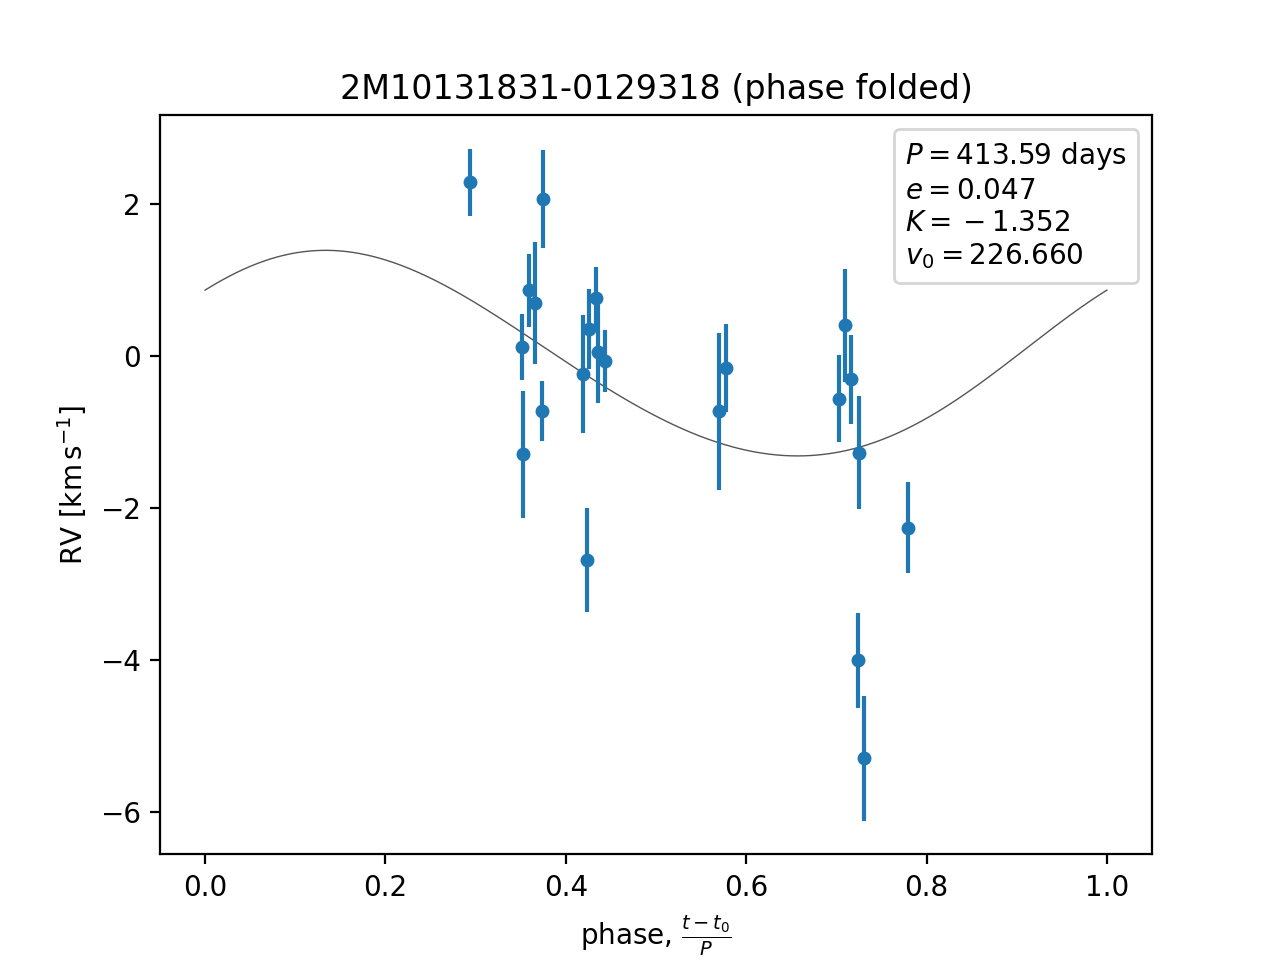 2M10131831-0129318 (phase folded)
P = 413.59 days
e = 0.047
K = −1.352
v₀ = 226.660
2
0
−2
−4
−6
RV [km s⁻¹]
0.0 0.2 0.4 0.6 0.8 1.0
phase, (t − t₀)/P